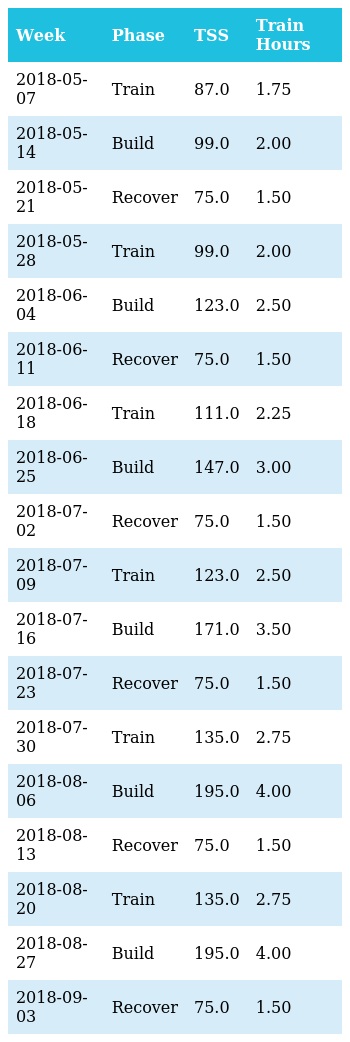 Week Phase TSS Train
Hours
2018-05-
07 Train 87.0 1.75
2018-05-
14 Build 99.0 2.00
2018-05-
21 Recover 75.0 1.50
2018-05-
28 Train 99.0 2.00
2018-06-
04 Build 123.0 2.50
2018-06-
11 Recover 75.0 1.50
2018-06-
18 Train 111.0 2.25
2018-06-
25 Build 147.0 3.00
2018-07-
02 Recover 75.0 1.50
2018-07-
09 Train 123.0 2.50
2018-07-
16 Build 171.0 3.50
2018-07-
23 Recover 75.0 1.50
2018-07-
30 Train 135.0 2.75
2018-08-
06 Build 195.0 4.00
2018-08-
13 Recover 75.0 1.50
2018-08-
20 Train 135.0 2.75
2018-08-
27 Build 195.0 4.00
2018-09-
03 Recover 75.0 1.50